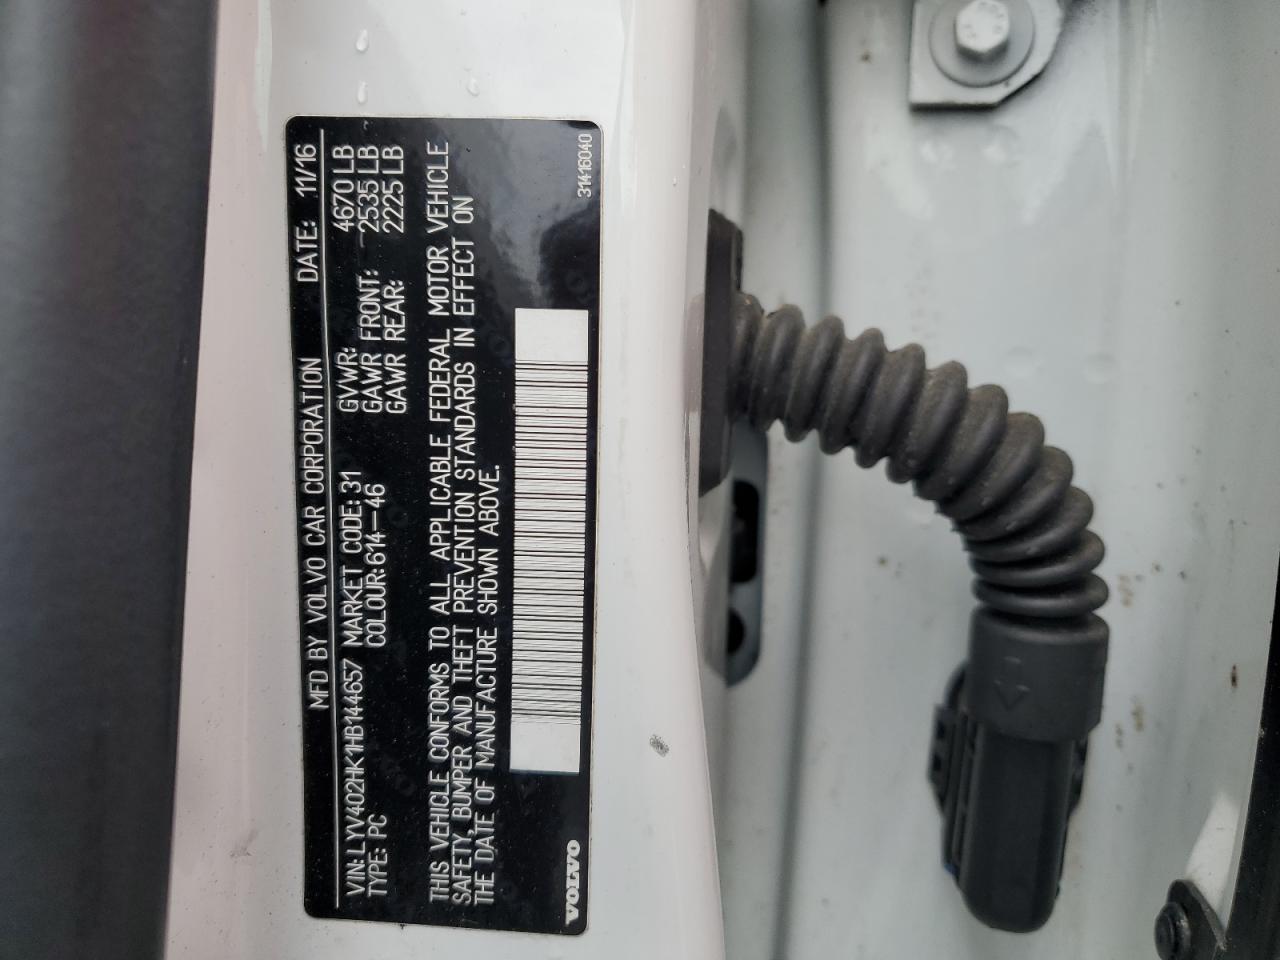 MFD BY VOLVO CAR CORPORATION DATE: 11/16
VIN: LYV402HK1HB144657 MARKET CODE: 31 GVWR: 4670 LB
TYPE: PC COLOUR: 614-46 GAWR FRONT: 2535 LB
GAWR REAR: 2225 LB
THIS VEHICLE CONFORMS TO ALL APPLICABLE FEDERAL MOTOR VEHICLE
SAFETY, BUMPER AND THEFT PREVENTION STANDARDS IN EFFECT ON
THE DATE OF MANUFACTURE SHOWN ABOVE.
VOLVO
31416040